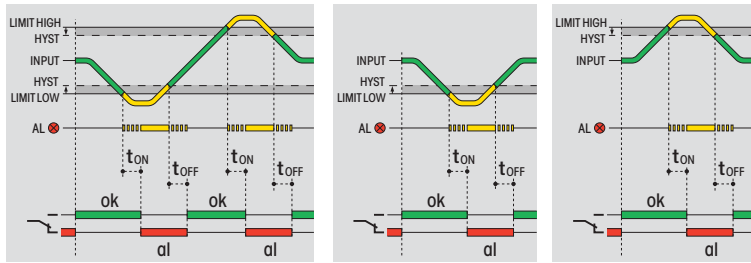 LIMIT HIGH
HYST
INPUT
HYST
LIMIT LOW
AL
tON
tOFF
tON
tOFF
ok
ok
al
al
INPUT
HYST
LIMIT LOW
AL
tON
tOFF
ok
al
LIMIT HIGH
HYST
INPUT
AL
tON
tOFF
ok
al